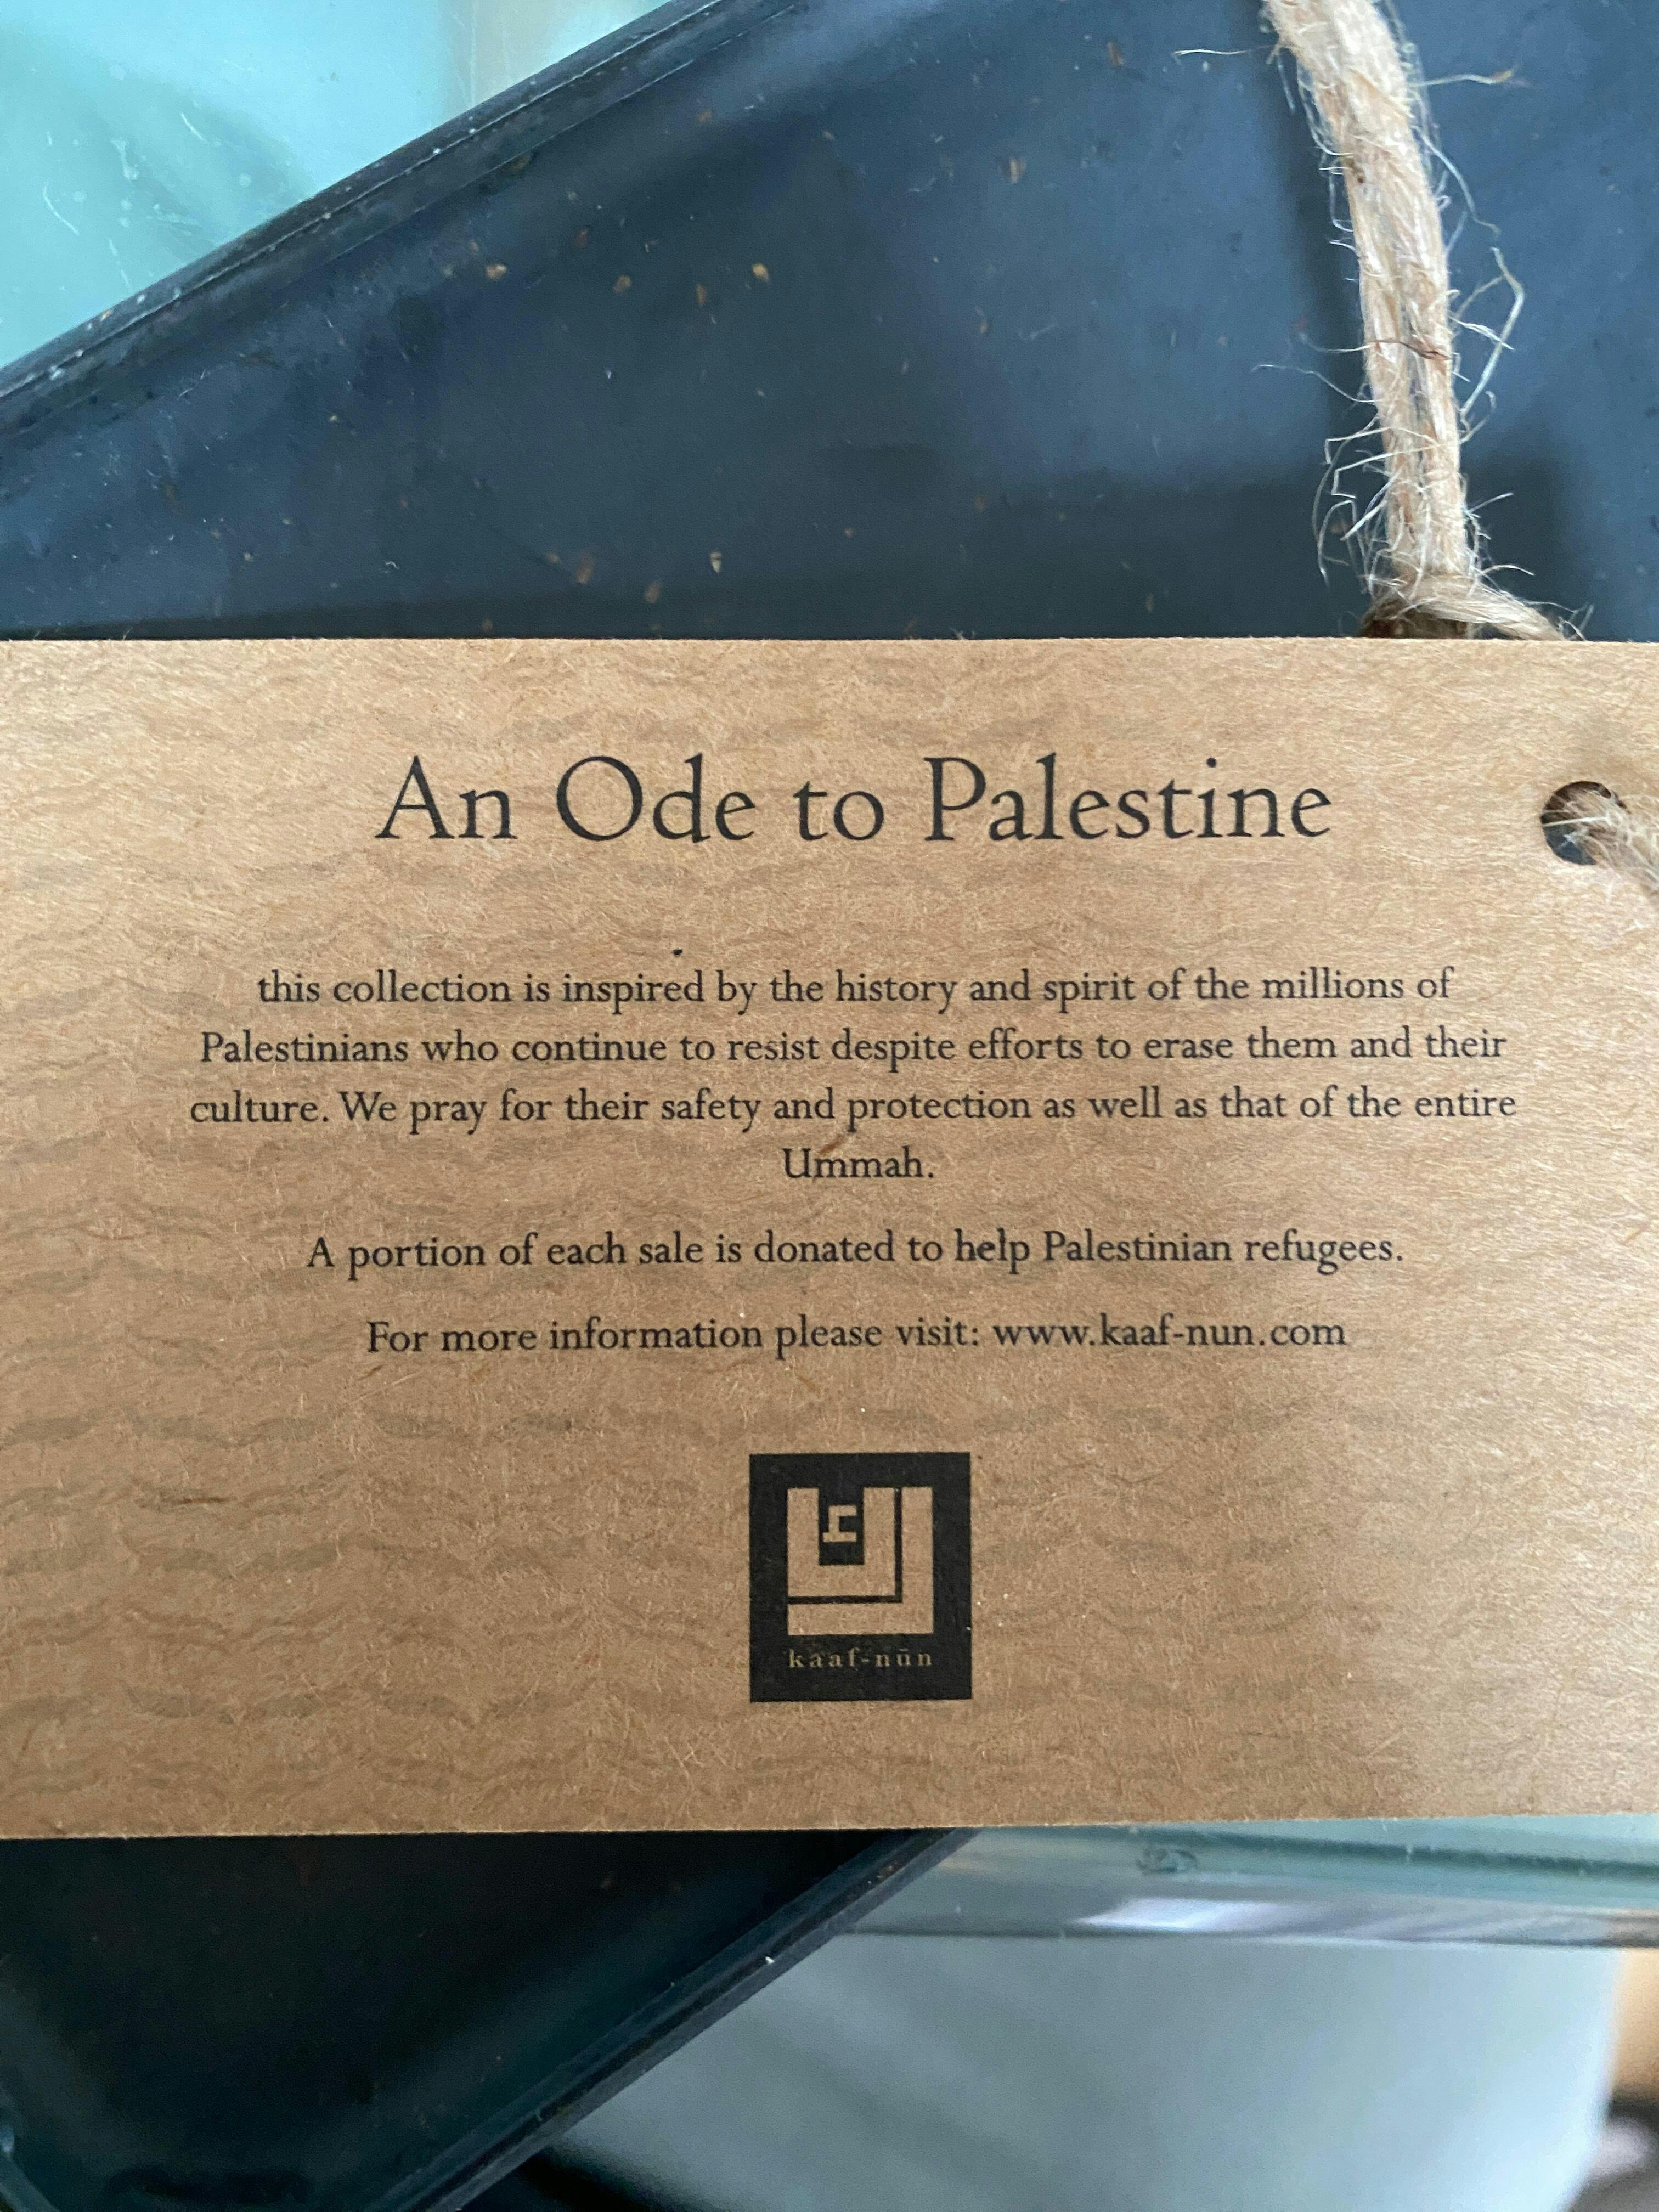 An Ode to Palestine
this collection is inspired by the history and spirit of the millions of
Palestinians who continue to resist despite efforts to erase them and their
culture. We pray for their safety and protection as well as that of the entire
Ummah.
A portion of each sale is donated to help Palestinian refugees.
For more information please visit: www.kaaf-nun.com
kāaf-nūn